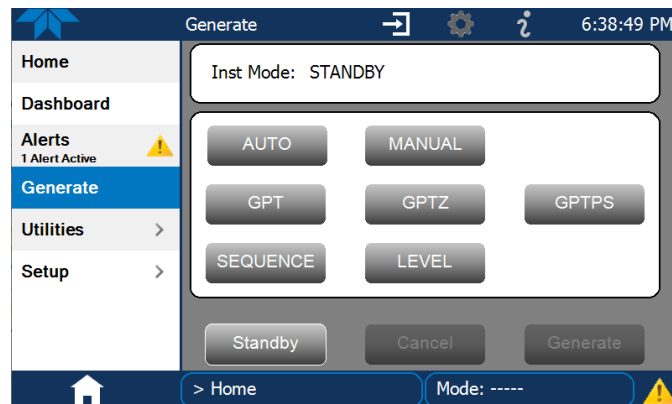 Generate 6:38:49 PM
Home
Dashboard
Alerts
1 Alert Active
Generate
Utilities >
Setup >
Inst Mode: STANDBY
AUTO MANUAL
GPT GPTZ GPTPS
SEQUENCE LEVEL
Standby Cancel Generate
> Home Mode: -----